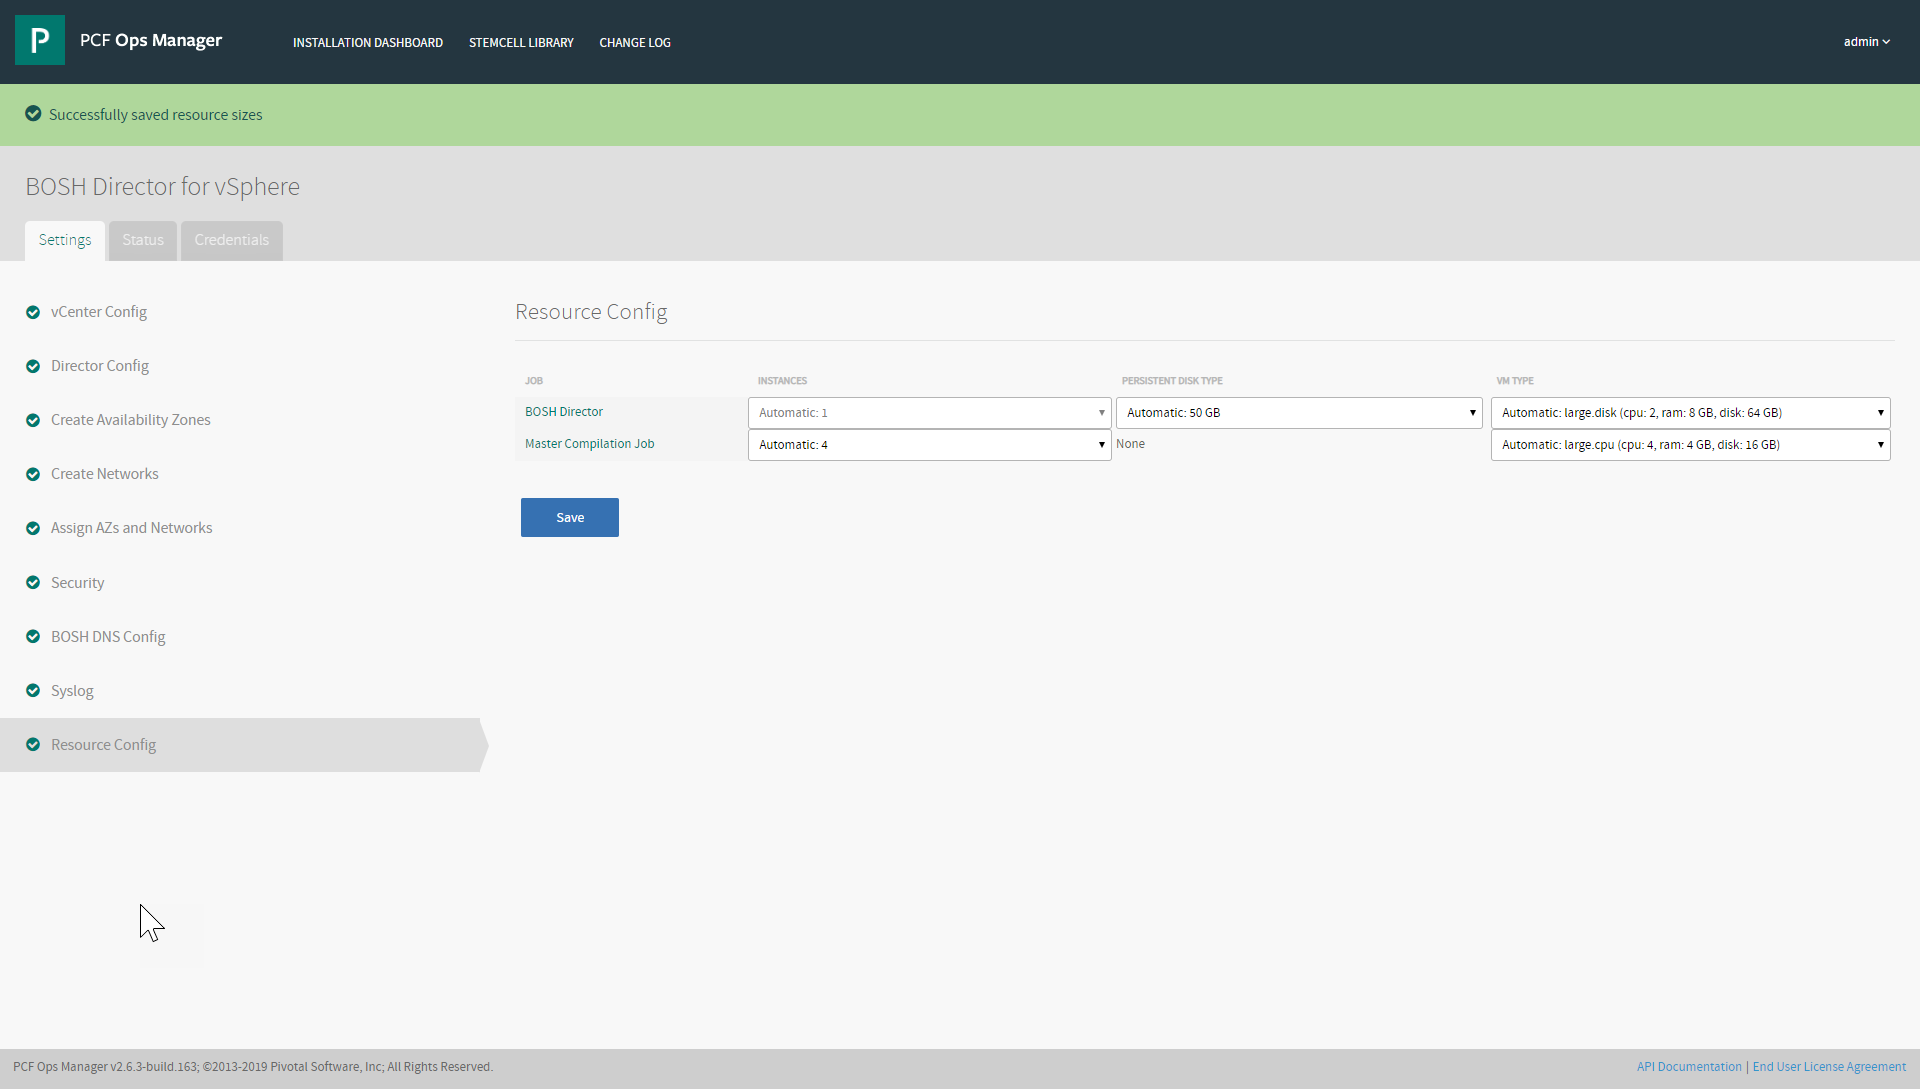 P PCF Ops Manager INSTALLATION DASHBOARD STEMCELL LIBRARY CHANGE LOG admin
Successfully saved resource sizes
BOSH Director for vSphere
Settings Status Credentials
vCenter Config
Director Config
Create Availability Zones
Create Networks
Assign AZs and Networks
Security
BOSH DNS Config
Syslog
Resource Config
Resource Config
JOB INSTANCES PERSISTENT DISK TYPE VM TYPE
BOSH Director Automatic: 1 Automatic: 50 GB Automatic: large.disk (cpu: 2, ram: 8 GB, disk: 64 GB)
Master Compilation Job Automatic: 4 None Automatic: large.cpu (cpu: 4, ram: 4 GB, disk: 16 GB)
Save
PCF Ops Manager v2.6.3-build.163; ©2013-2019 Pivotal Software, Inc; All Rights Reserved. API Documentation | End User License Agreement